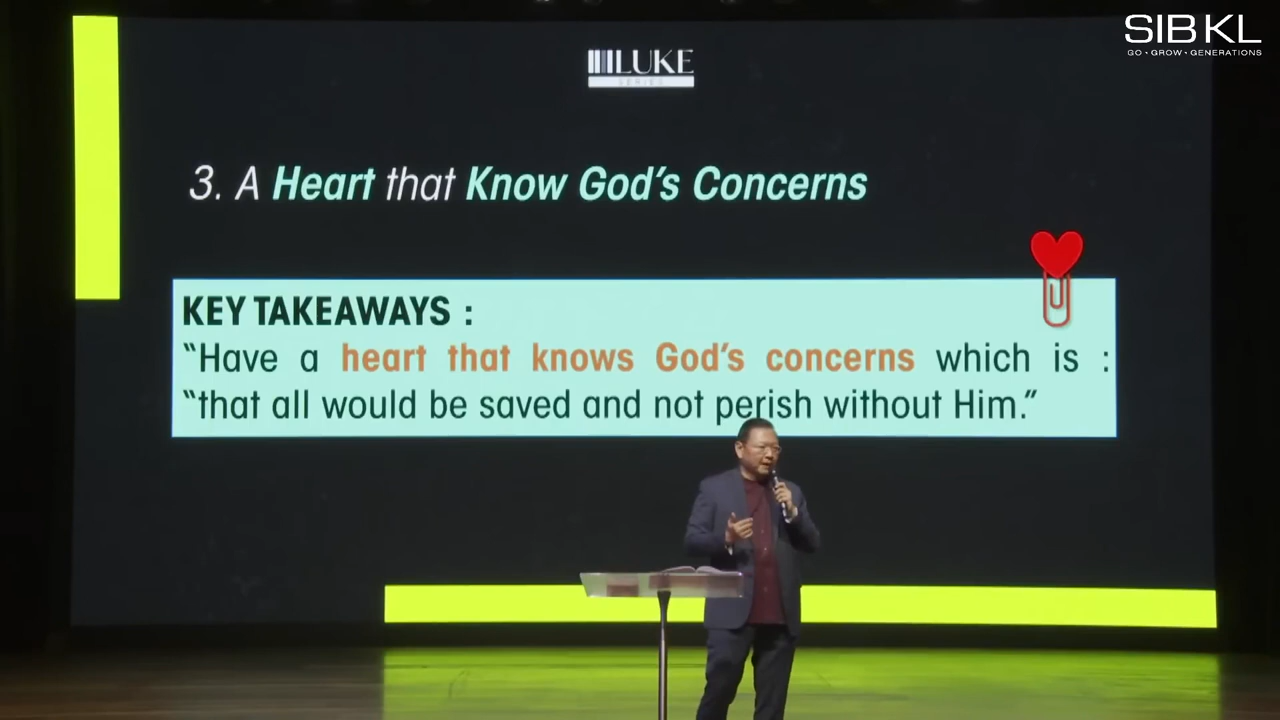 SIBKL
GO • GROW • GENERATIONS
LUKE
SERIES
3. A Heart that Know God's Concerns
KEY TAKEAWAYS :
“Have a heart that knows God's concerns which is :
“that all would be saved and not perish without Him.”